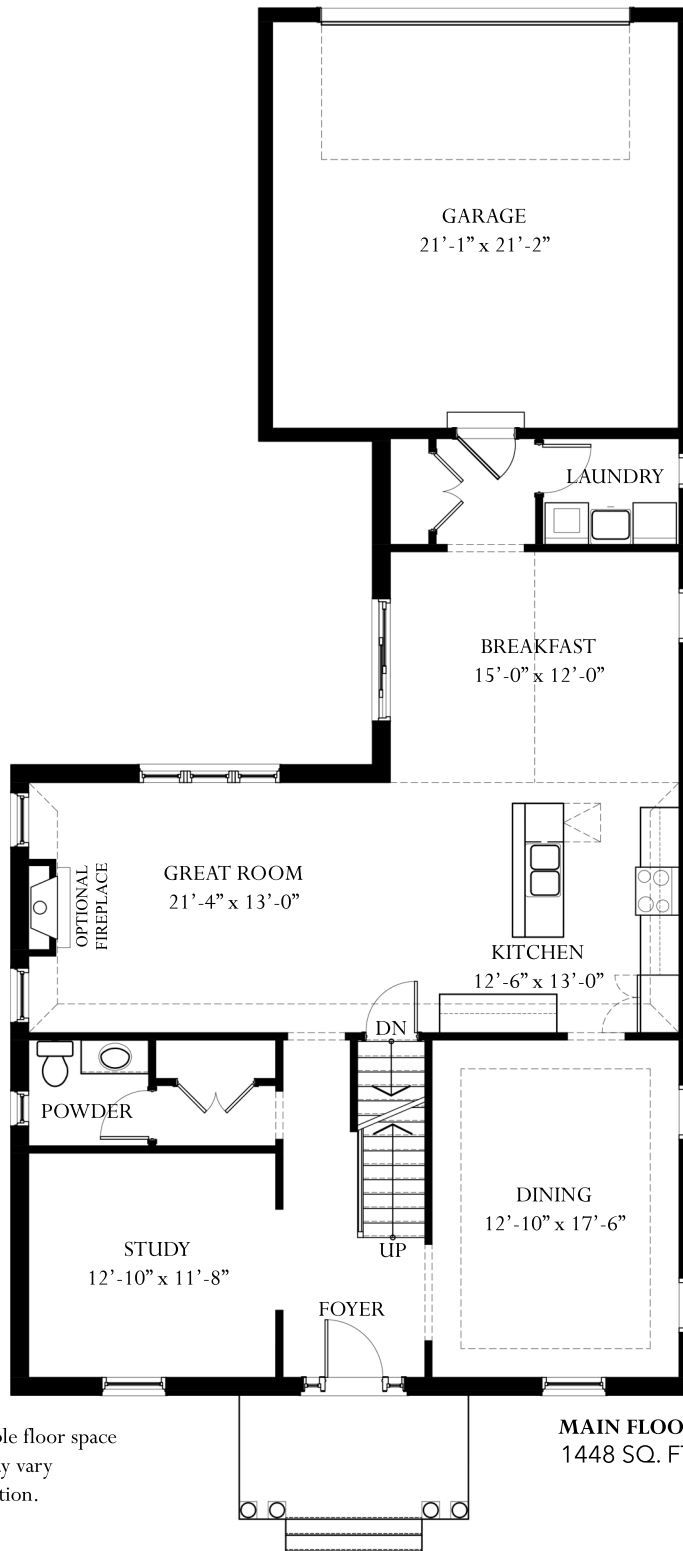 GARAGE
21’-1” x 21’-2”
LAUNDRY
BREAKFAST
15’-0” x 12’-0”
GREAT ROOM
21’-4” x 13’-0”
OPTIONAL
FIREPLACE
KITCHEN
12’-6” x 13’-0”
DN
POWDER
DINING
12’-10” x 17’-6”
STUDY
12’-10” x 11’-8”
UP
FOYER
floor space
vary
MAIN
1448 SQ.